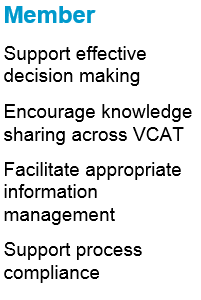 Member
Support effective
decision making
Encourage knowledge
sharing across VCAT
Facilitate appropriate
information
management
Support process
compliance